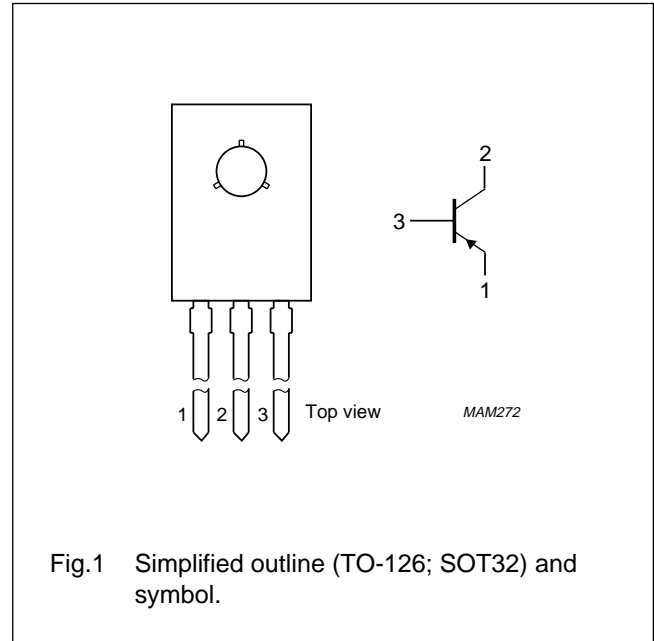 2
3
1
1 2 3 Top view MAM272
Fig.1 Simplified outline (TO-126; SOT32) and
symbol.